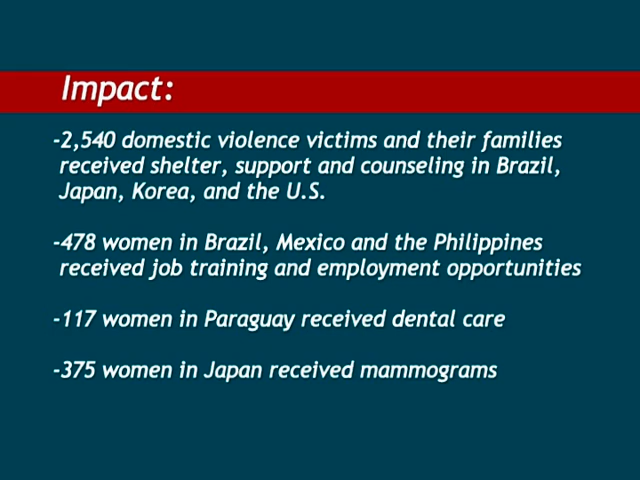 Impact:
-2,540 domestic violence victims and their families
received shelter, support and counseling in Brazil,
Japan, Korea, and the U.S.
-478 women in Brazil, Mexico and the Philippines
received job training and employment opportunities
-117 women in Paraguay received dental care
-375 women in Japan received mammograms